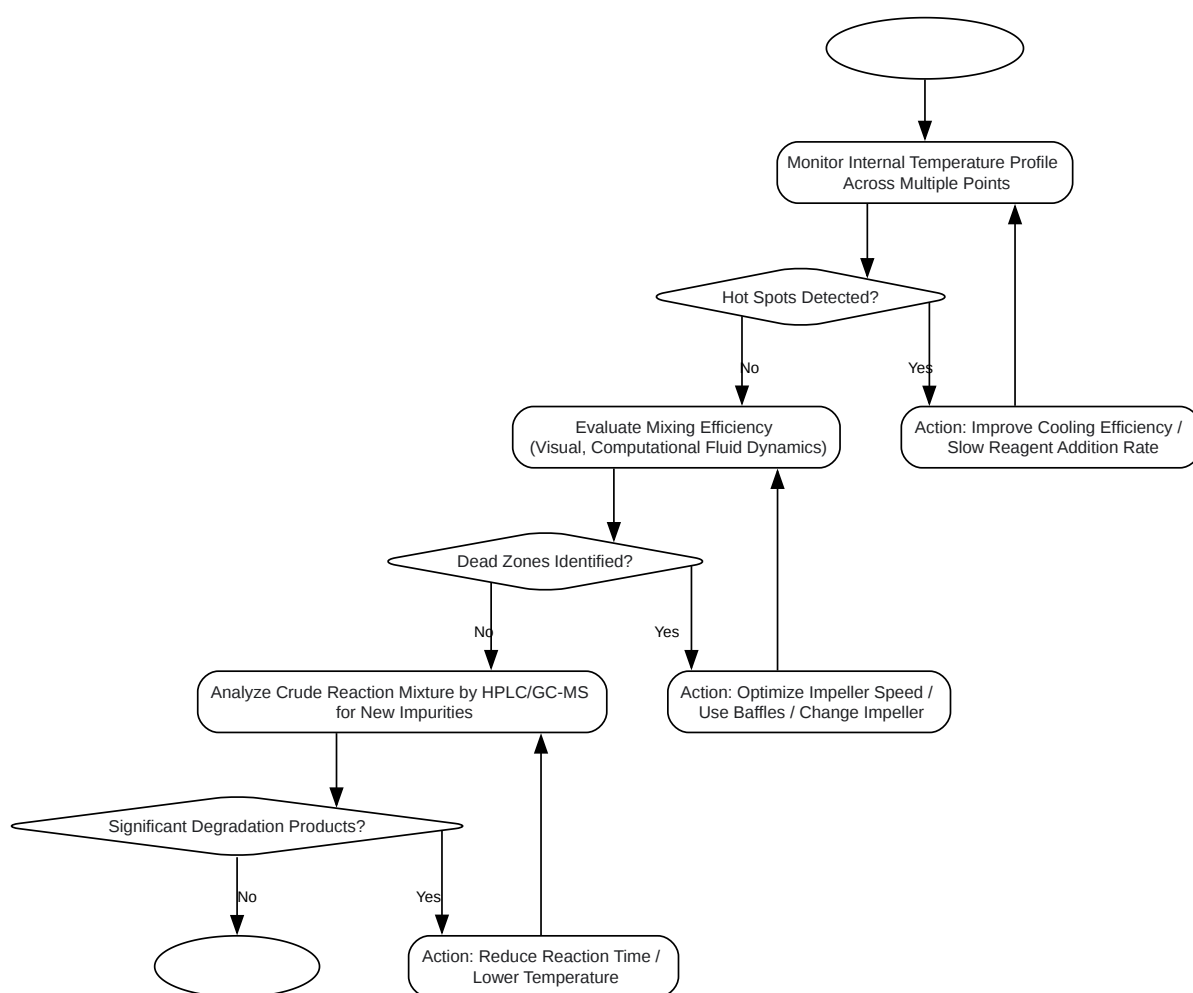 Monitor Internal Temperature Profile
Across Multiple Points
Hot Spots Detected?
No
Yes
Evaluate Mixing Efficiency
(Visual, Computational Fluid Dynamics)
Action: Improve Cooling Efficiency /
Slow Reagent Addition Rate
Dead Zones Identified?
No
Yes
Analyze Crude Reaction Mixture by HPLC/GC-MS
for New Impurities
Action: Optimize Impeller Speed /
Use Baffles / Change Impeller
Significant Degradation Products?
No
Yes
Action: Reduce Reaction Time /
Lower Temperature